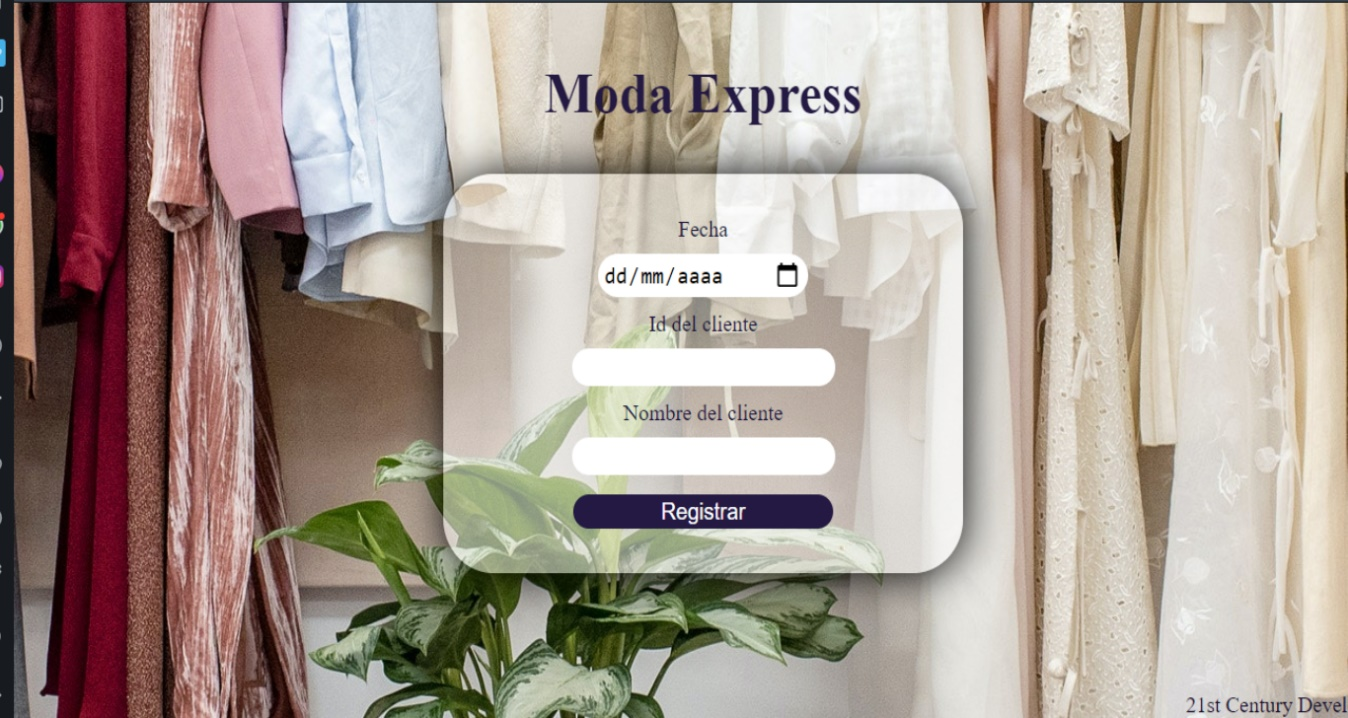 Moda Express
Fecha
dd/mm/aaaa
Id del cliente
Nombre del cliente
Registrar
21st Century Devel